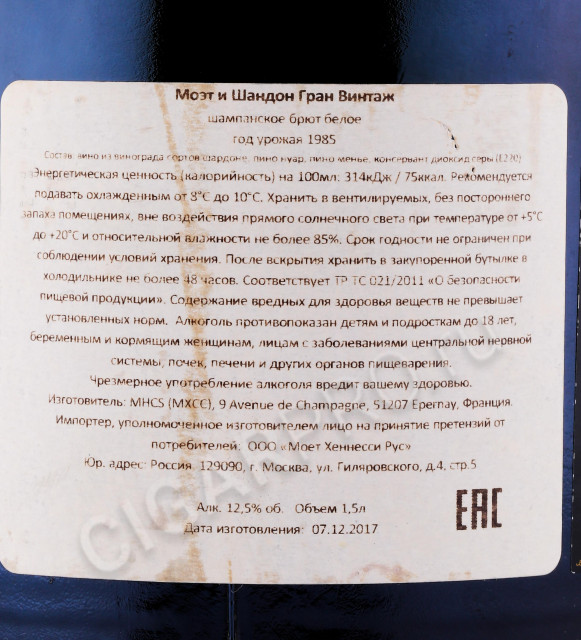 Моэт и Шандон Гран Винтаж
шампанское брют белое
год урожая 1985
Состав: вино из винограда сортов шардоне, пино нуар, пино менье, консервант диоксид серы (Е220)
Энергетическая ценность (калорийность) на 100мл: 314кДж / 75ккал. Рекомендуется
подавать охлажденным от 8°С до 10°С. Хранить в вентилируемых, без постороннего
запаха помещениях, вне воздействия прямого солнечного света при температуре от +5°С
до +20°С и относительной влажности не более 85%. Срок годности не ограничен при
соблюдении условий хранения. После вскрытия хранить в закупоренной бутылке в
холодильнике не более 48 часов. Соответствует ТР ТС 021/2011 «О безопасности
пищевой продукции». Содержание вредных для здоровья веществ не превышает
установленных норм. Алкоголь противопоказан детям и подросткам до 18 лет,
беременным и кормящим женщинам, лицам с заболеваниями центральной нервной
системы, почек, печени и других органов пищеварения.
Чрезмерное употребление алкоголя вредит вашему здоровью.
Изготовитель: MHCS (МХСС), 9 Avenue de Champagne, 51207 Epernay, Франция.
Импортер, уполномоченное изготовителем лицо на принятие претензий от
потребителей: ООО «Моет Хеннесси Рус»
Юр. адрес: Россия, 129090, г. Москва, ул. Гиляровского, д.4, стр.5
Алк. 12,5% об. Объем 1,5л
Дата изготовления: 07.12.2017
EAC
CIGARPRO.ru